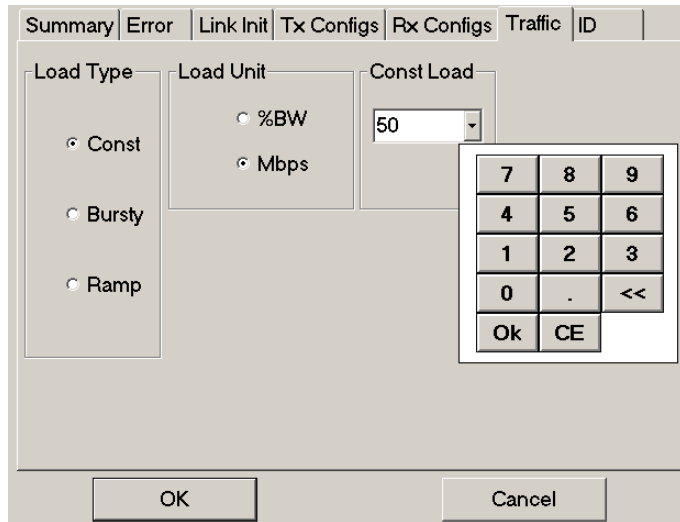 Summary Error Link Init Tx Configs Rx Configs Traffic ID
Load Type Load Unit Const Load
%BW
50
Const
Mbps
7 8 9
Bursty
4 5 6
1 2 3
Ramp
0 . <<
Ok CE
OK Cancel